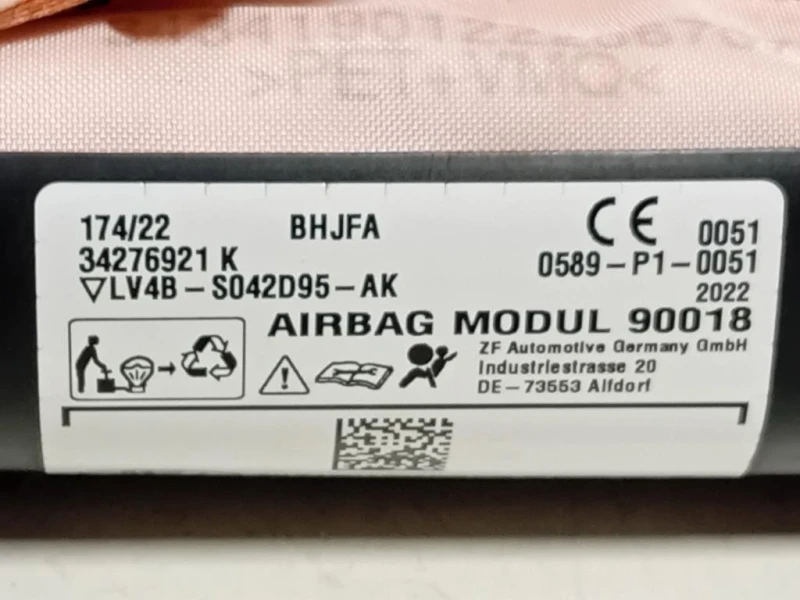 >PET+VMQ<
174/22 BHJFA CE 0051
34276921 K 0589-P1-0051
▽LV4B-S042D95-AK 2022
AIRBAG MODUL 90018
ZF Automotive Germany GmbH
Industriestrasse 20
DE-73553 Alfdorf